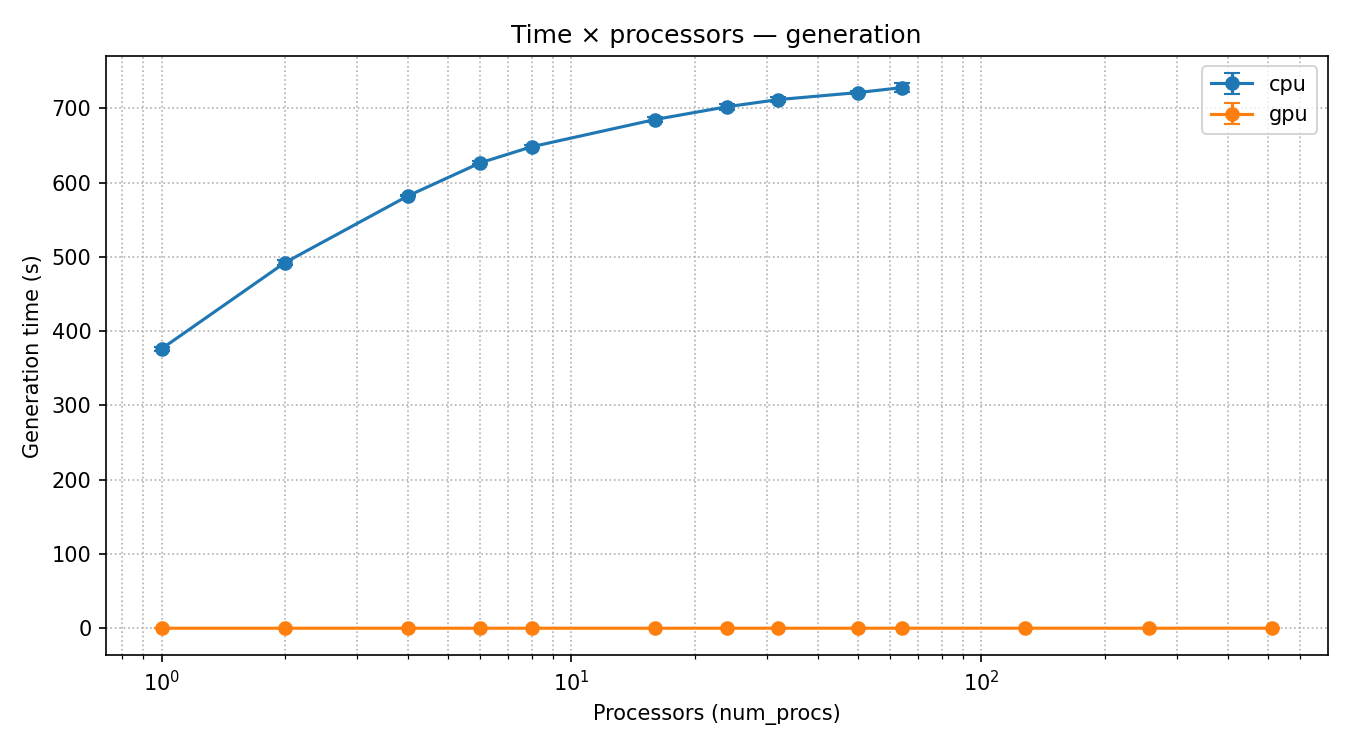 Time × processors — generation
cpu
gpu
Generation time (s)
700
600
500
400
300
200
100
0
10⁰
10¹
10²
Processors (num_procs)